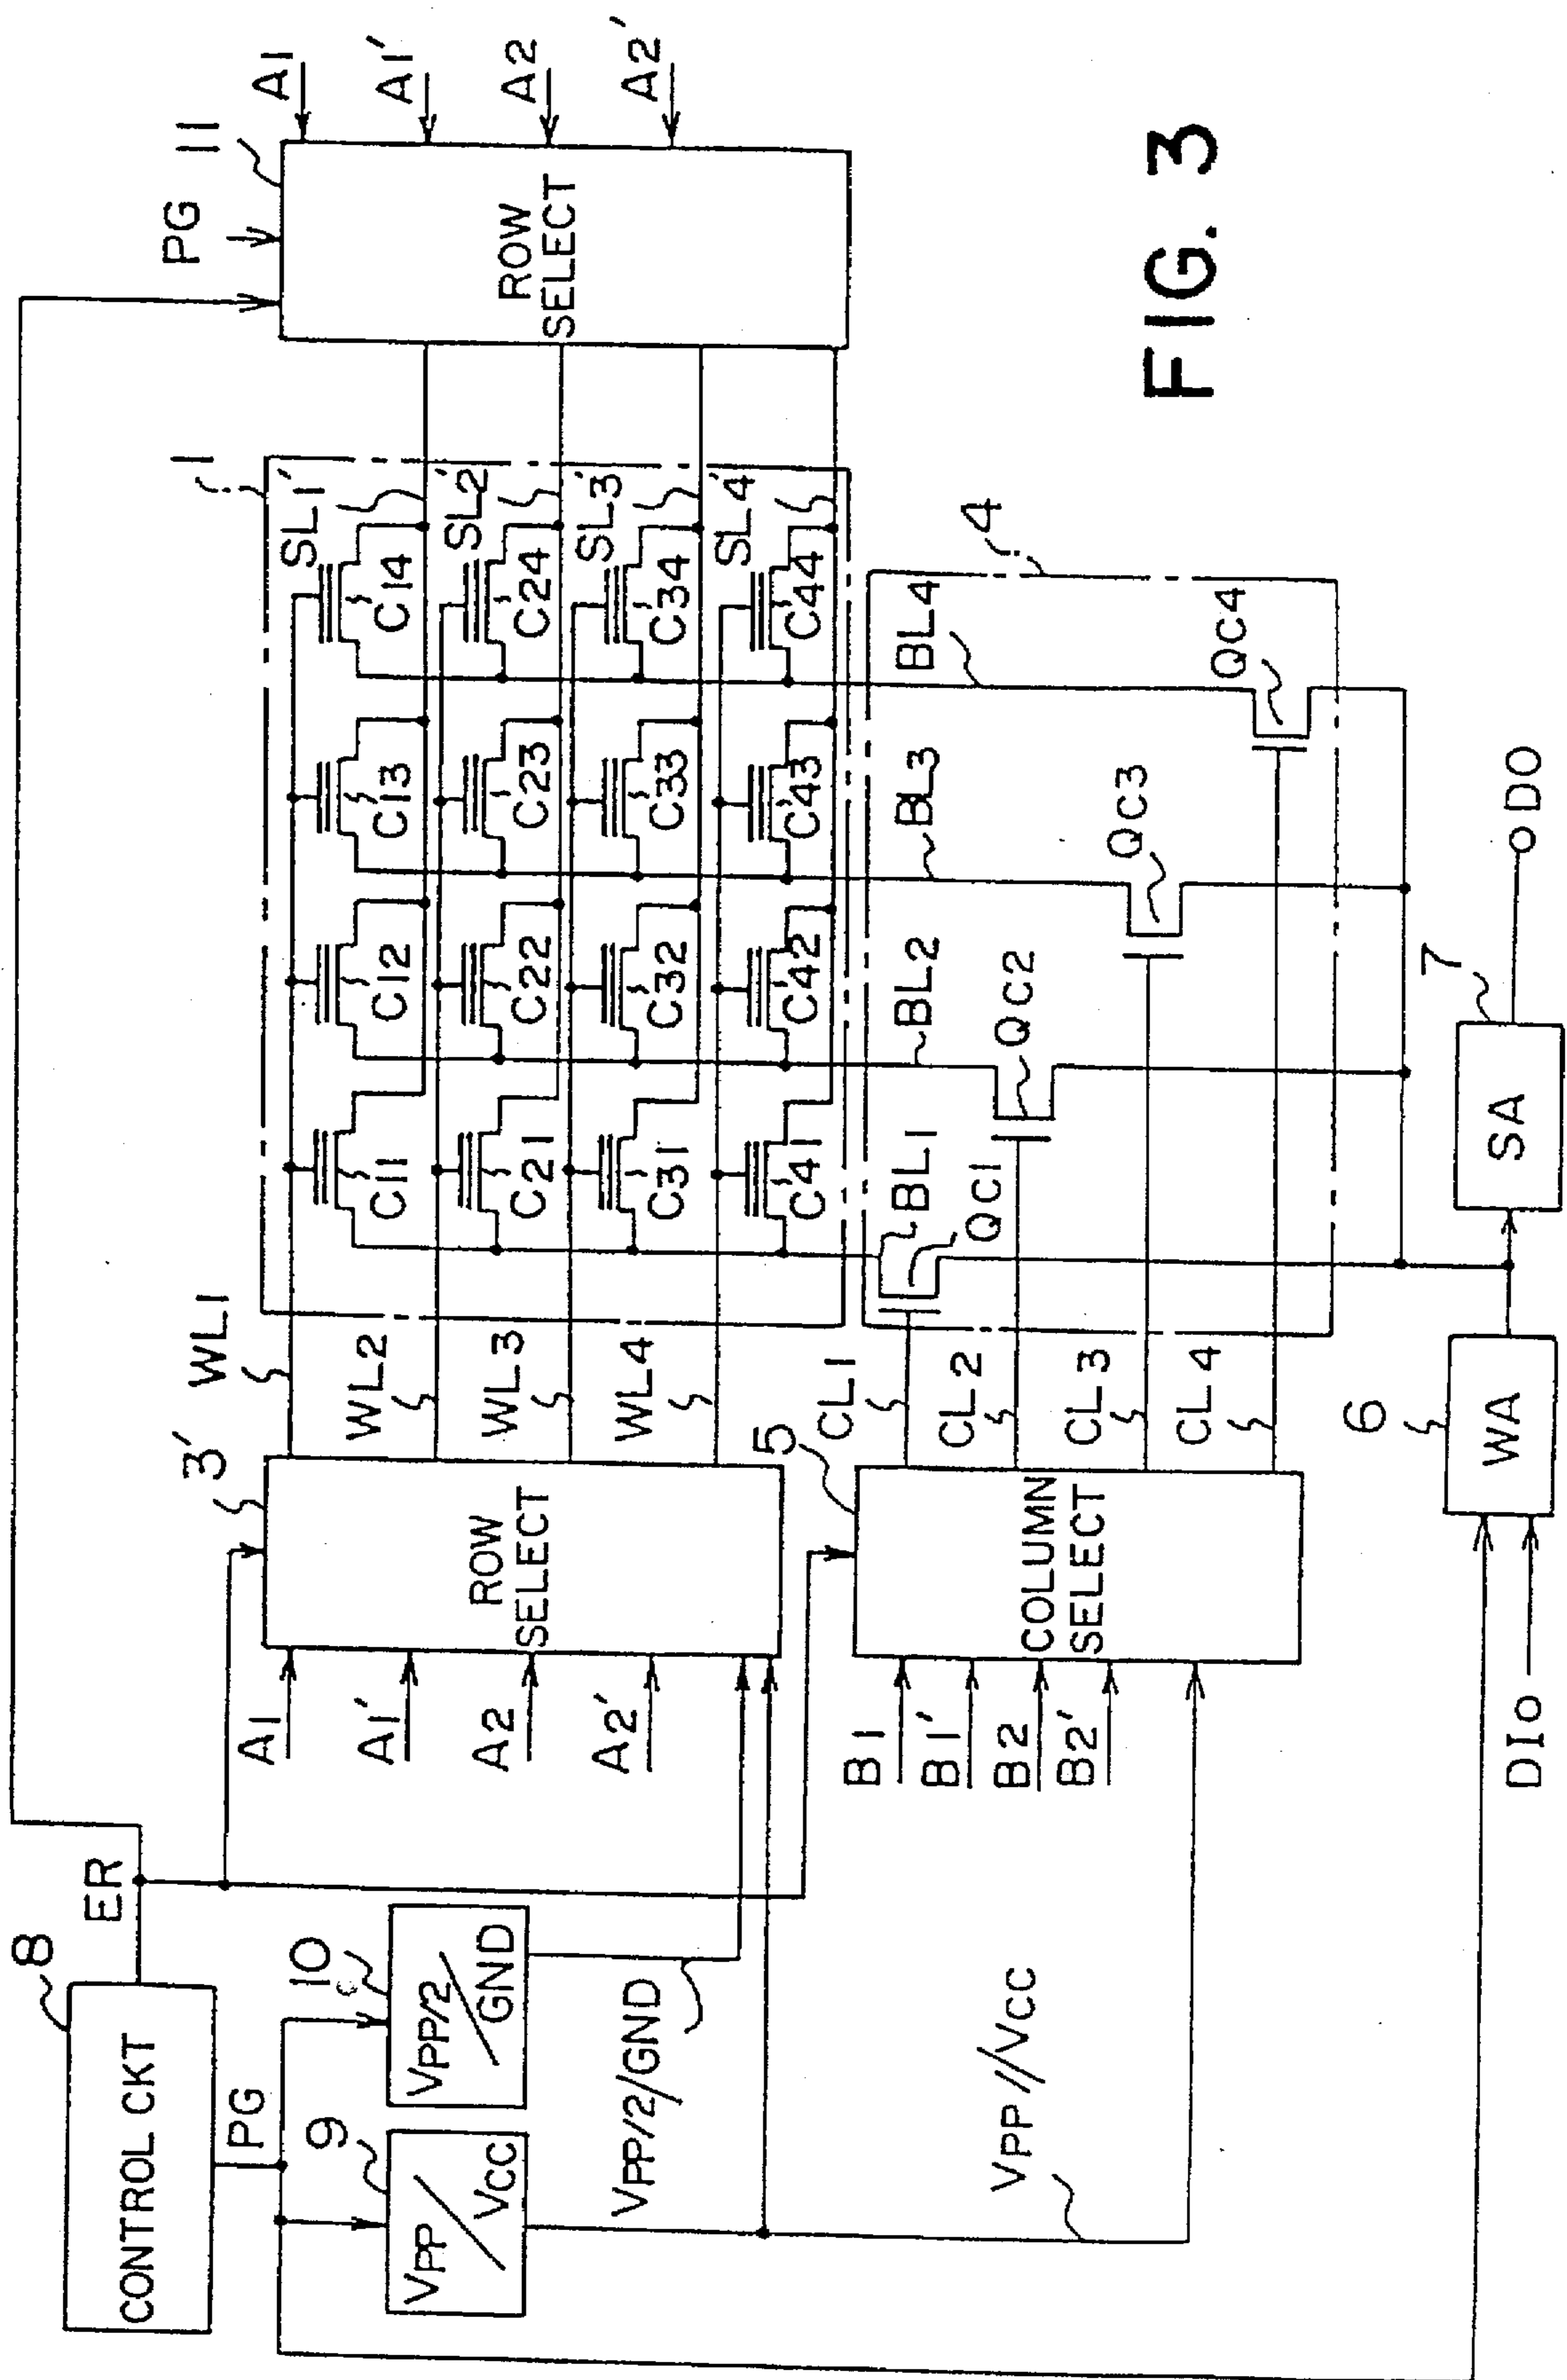 FIG. 3
8
CONTROL CKT
ER
PG
9
VPP/VCC
10
VPP/2/GND
VPP/2/GND
VPP//VCC
A1
A1'
A2
A2'
3'
ROW
SELECT
WL1
WL2
WL3
WL4
1
C11
C12
C13
C14
SL1'
C21
C22
C23
C24
SL2'
C31
C32
C33
C34
SL3'
C41
C42
C43
C44
SL4'
PG
11
ROW
SELECT
A1
A1'
A2
A2'
B1
B1'
B2
B2'
5
COLUMN
SELECT
CL1
CL2
CL3
CL4
4
BL1
QC1
BL2
QC2
BL3
QC3
BL4
QC4
DIo
6
WA
7
SA
DO